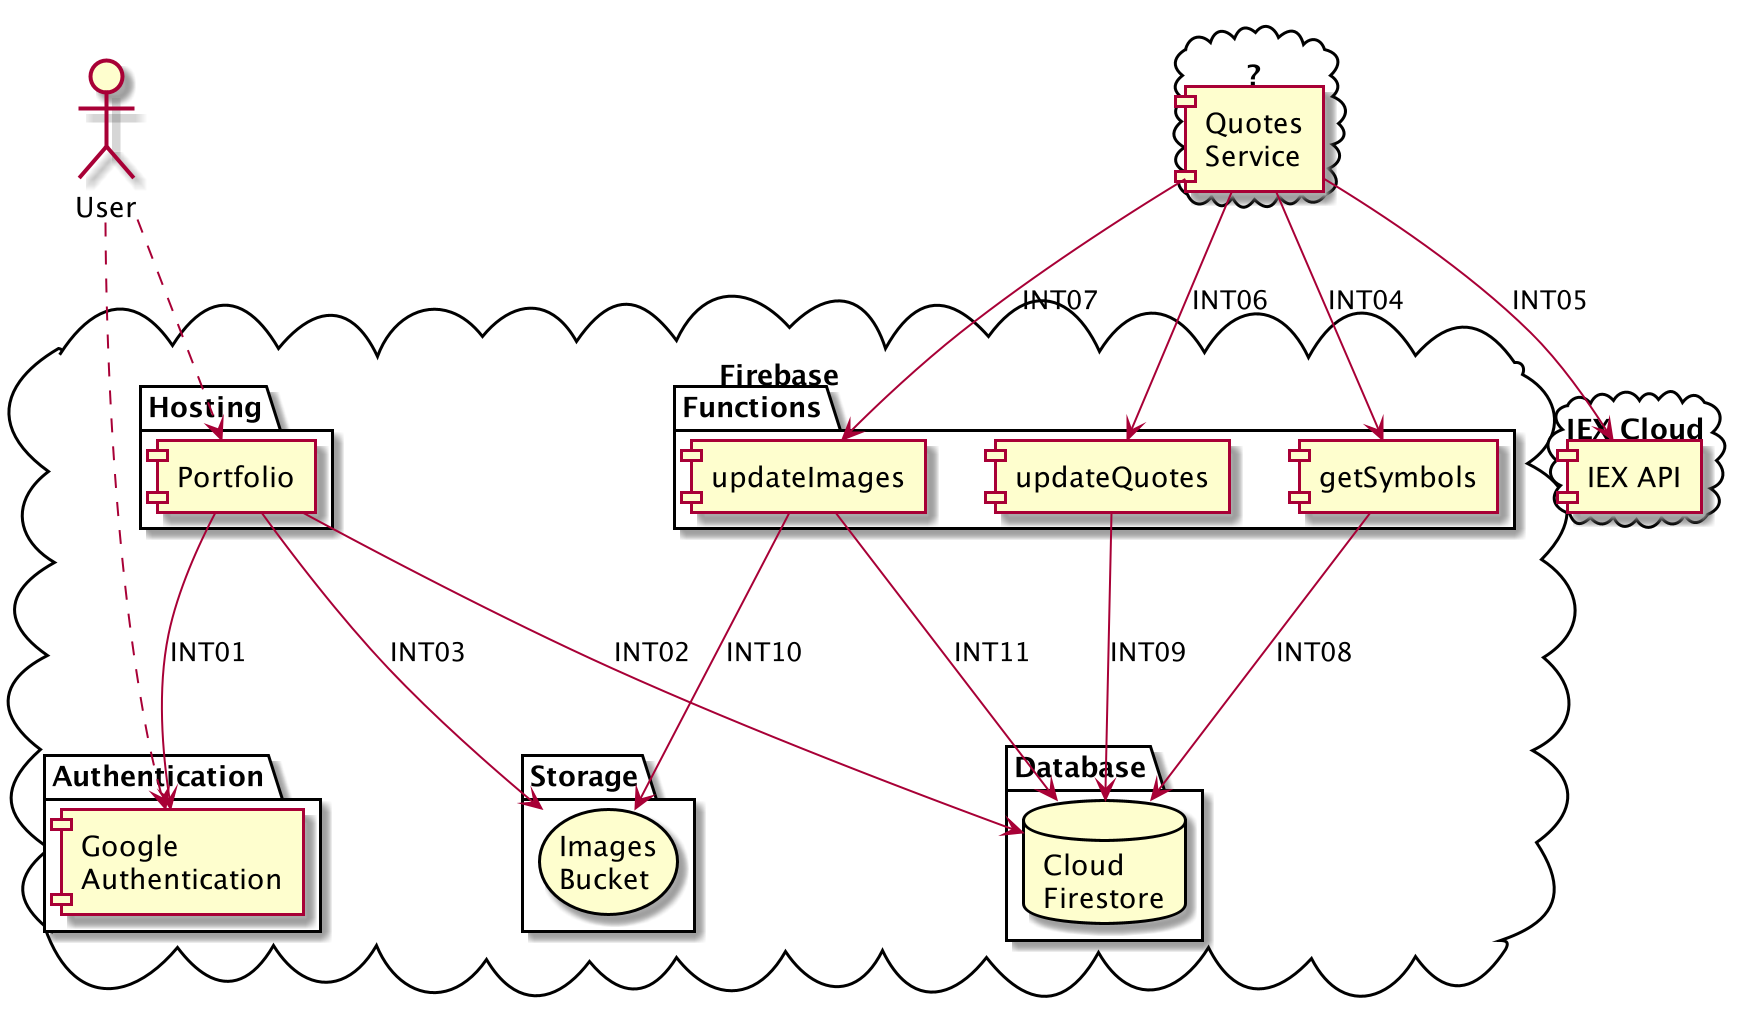 ?
Quotes
Service
User
INT07
INT06
INT04
INT05
Firebase
Hosting
Functions
IEX Cloud
Portfolio
updateImages
updateQuotes
getSymbols
IEX API
INT01
INT03
INT02
INT10
INT11
INT09
INT08
Authentication
Storage
Database
Google
Authentication
Images
Bucket
Cloud
Firestore